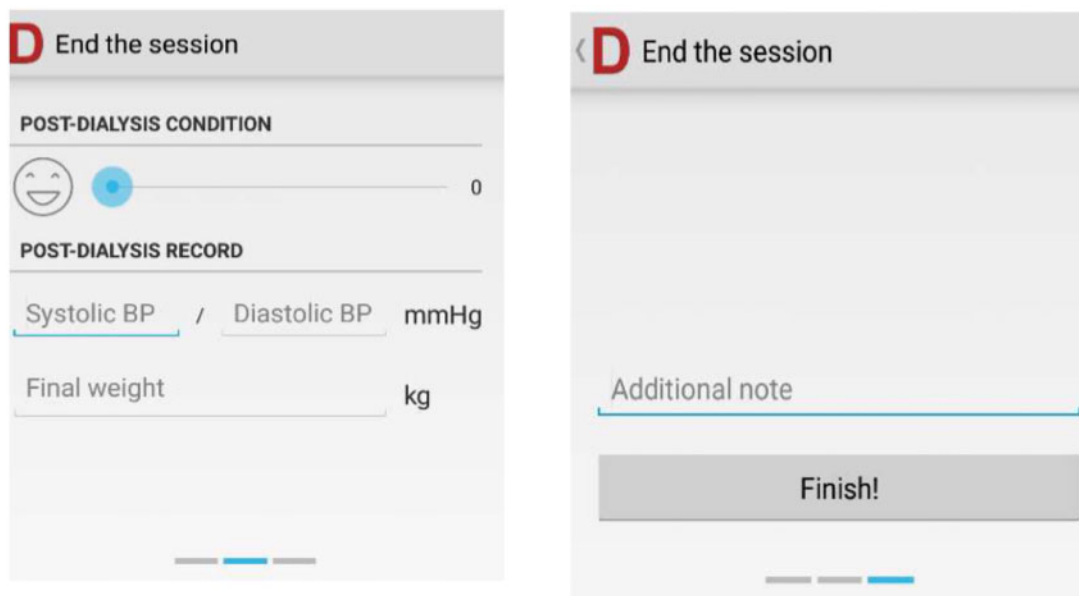 D End the session
POST-DIALYSIS CONDITION
0
POST-DIALYSIS RECORD
Systolic BP / Diastolic BP mmHg
Final weight kg
D End the session
Additional note
Finish!